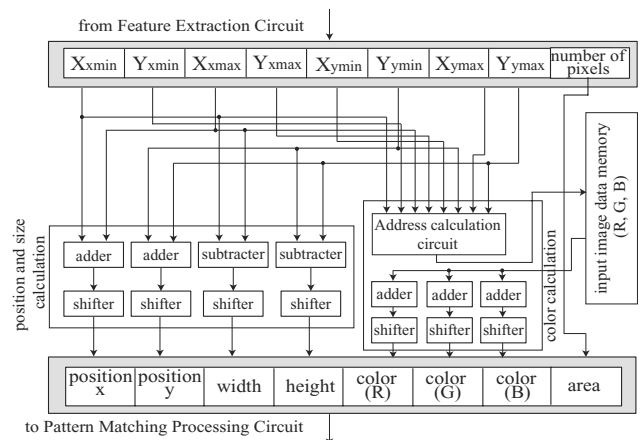 from Feature Extraction Circuit
Xxmin Yxmin Xxmax Yxmax Xymin Yymin Xymax Yymax number of pixels
position and size calculation
adder adder subtracter subtracter
shifter shifter shifter shifter
Address calculation circuit
adder adder adder
shifter shifter shifter
color calculation
input image data memory (R, G, B)
position x position y width height color (R) color (G) color (B) area
to Pattern Matching Processing Circuit